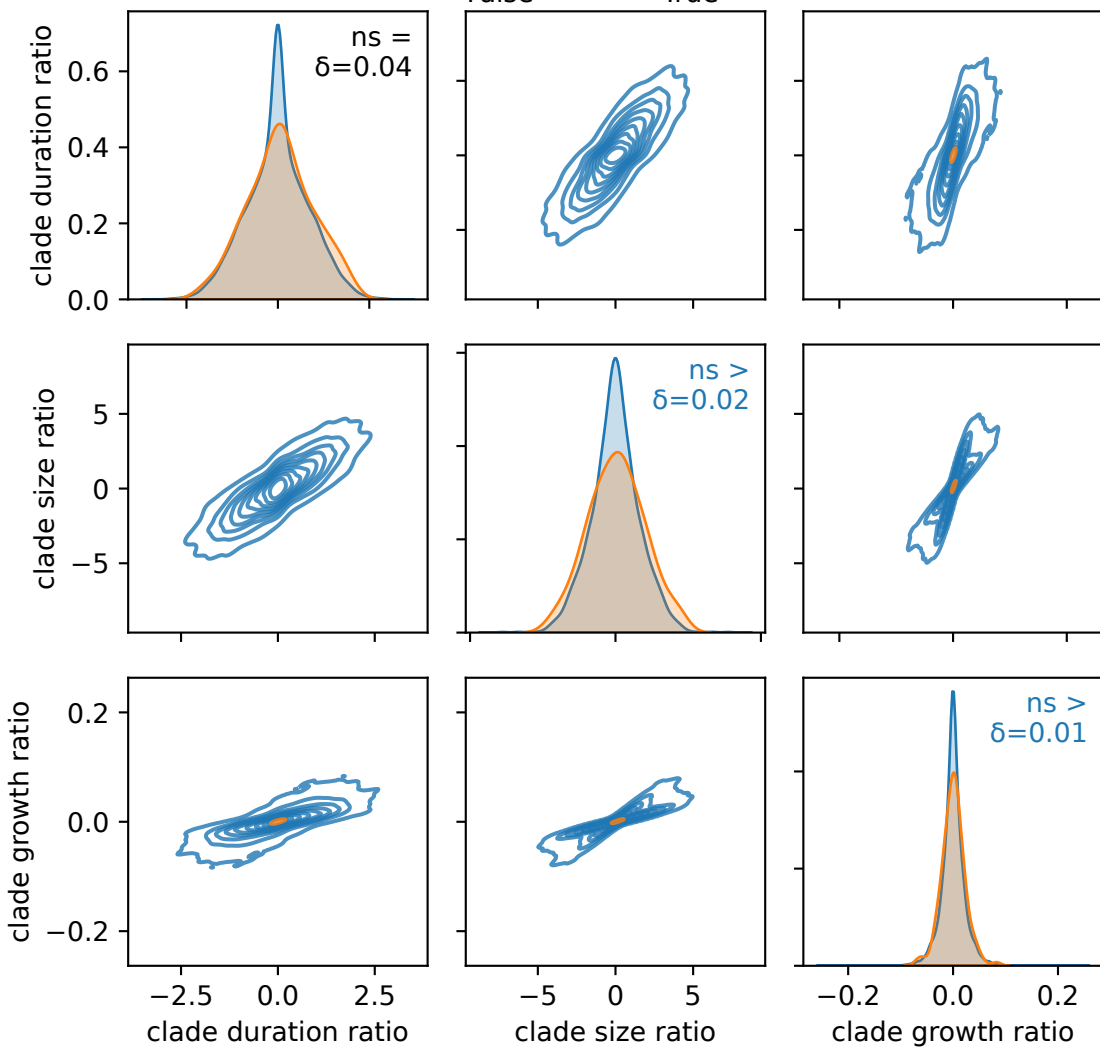 clade duration ratio
0.6
0.4
0.2
0.0
ns =
δ=0.04
clade size ratio
5
0
−5
ns >
δ=0.02
clade growth ratio
0.2
0.0
−0.2
ns >
δ=0.01
−2.5 0.0 2.5
−5 0 5
−0.2 0.0 0.2
clade duration ratio
clade size ratio
clade growth ratio